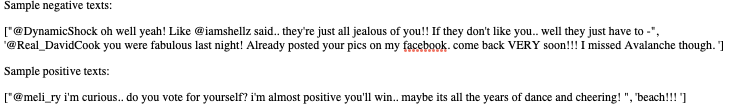 Sample negative texts:
["@DynamicShock oh well yeah! Like @iamshellz said.. they're just all jealous of you!! If they don't like you.. well they just have to -",
'@Real_DavidCook you were fabulous last night! Already posted your pics on my facebook. come back VERY soon!!! I missed Avalanche though. ']
Sample positive texts:
["@meli_ry i'm curious.. do you vote for yourself? i'm almost positive you'll win.. maybe its all the years of dance and cheering! ", 'beach!!! ']